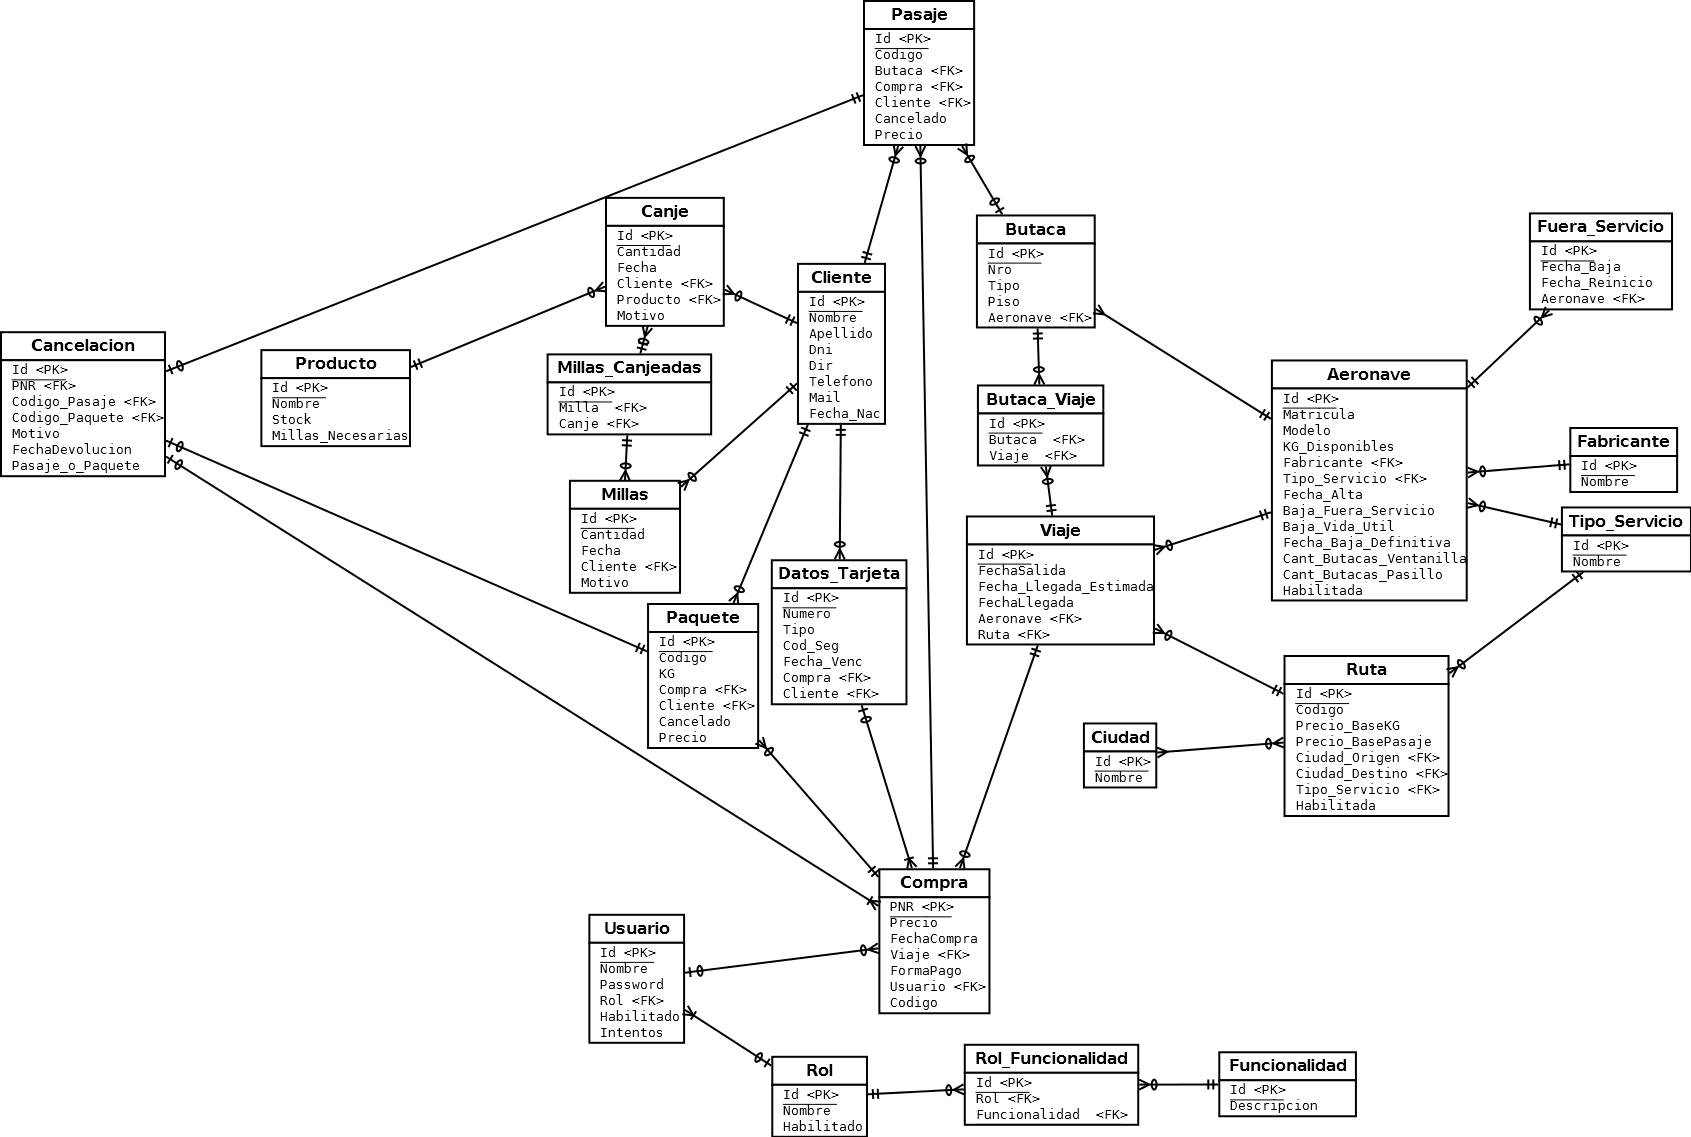 Pasaje
Id <PK>
Codigo
Butaca <FK>
Compra <FK>
Cliente <FK>
Cancelado
Precio
Canje
Id <PK>
Cantidad
Fecha
Cliente <FK>
Producto <FK>
Motivo
Butaca
Id <PK>
Nro
Tipo
Piso
Aeronave <FK>
Fuera_Servicio
Id <PK>
Fecha_Baja
Fecha_Reinicio
Aeronave <FK>
Cliente
Id <PK>
Nombre
Apellido
Dni
Dir
Telefono
Mail
Fecha_Nac
Cancelacion
Id <PK>
PNR <FK>
Codigo_Pasaje <FK>
Codigo_Paquete <FK>
Motivo
FechaDevolucion
Pasaje_o_Paquete
Producto
Id <PK>
Nombre
Stock
Millas_Necesarias
Millas_Canjeadas
Id <PK>
Milla  <FK>
Canje <FK>
Aeronave
Id <PK>
Matricula
Modelo
KG_Disponibles
Fabricante <FK>
Tipo_Servicio <FK>
Fecha_Alta
Baja_Fuera_Servicio
Baja_Vida_Util
Fecha_Baja_Definitiva
Cant_Butacas_Ventanilla
Cant_Butacas_Pasillo
Habilitada
Butaca_Viaje
Id <PK>
Butaca  <FK>
Viaje  <FK>
Fabricante
Id <PK>
Nombre
Millas
Id <PK>
Cantidad
Fecha
Cliente <FK>
Motivo
Tipo_Servicio
Id <PK>
Nombre
Viaje
Id <PK>
FechaSalida
Fecha_Llegada_Estimada
FechaLlegada
Aeronave <FK>
Ruta <FK>
Datos_Tarjeta
Id <PK>
Numero
Tipo
Cod_Seg
Fecha_Venc
Compra <FK>
Cliente <FK>
Paquete
Id <PK>
Codigo
KG
Compra <FK>
Cliente <FK>
Cancelado
Precio
Ruta
Id <PK>
Codigo
Precio_BaseKG
Precio_BasePasaje
Ciudad_Origen <FK>
Ciudad_Destino <FK>
Tipo_Servicio <FK>
Habilitada
Ciudad
Id <PK>
Nombre
Compra
PNR <PK>
Precio
FechaCompra
Viaje <FK>
FormaPago
Usuario <FK>
Codigo
Usuario
Id <PK>
Nombre
Password
Rol <FK>
Habilitado
Intentos
Rol
Id <PK>
Nombre
Habilitado
Rol_Funcionalidad
Id <PK>
Rol <FK>
Funcionalidad  <FK>
Funcionalidad
Id <PK>
Descripcion